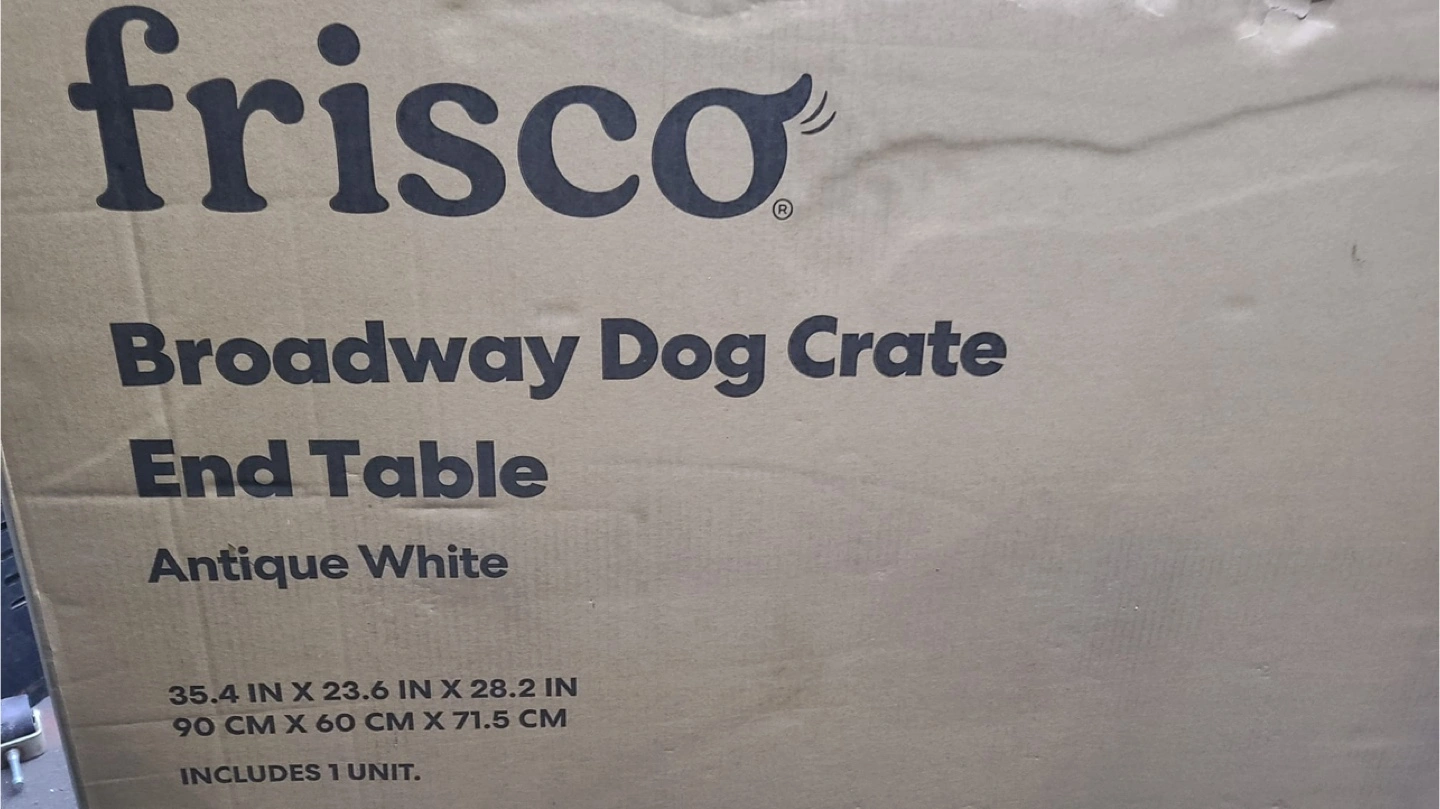 frisco®
Broadway Dog Crate
End Table
Antique White
35.4 IN X 23.6 IN X 28.2 IN
90 CM X 60 CM X 71.5 CM
INCLUDES 1 UNIT.